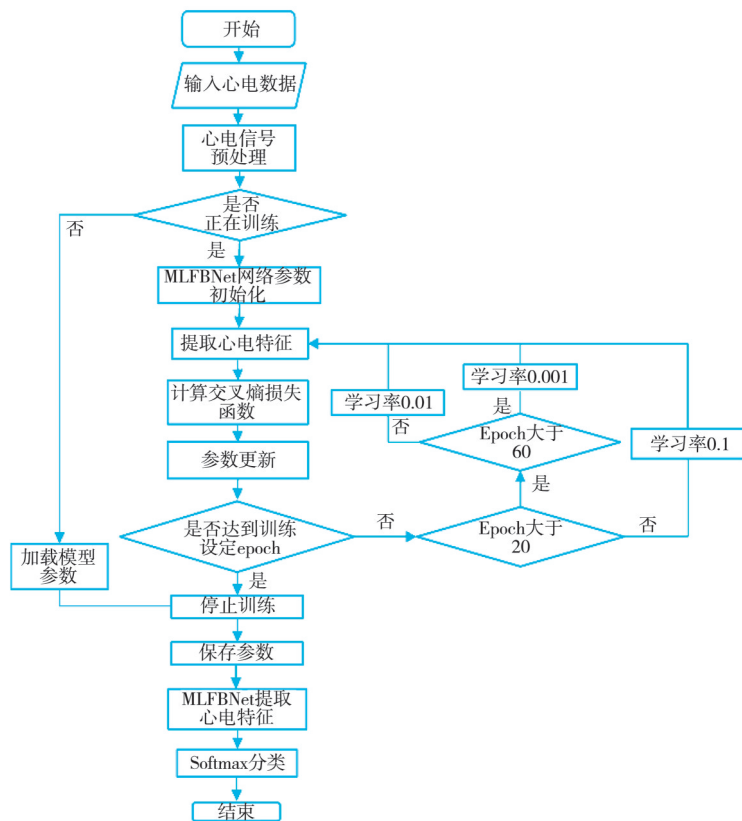 开始
输入心电数据
心电信号
预处理
是否
正在训练
否
是
MLFBNet网络参数
初始化
提取心电特征
学习率0.001
学习率0.01
计算交叉熵损失
函数
是
否
Epoch大于
60
学习率0.1
参数更新
是
是否达到训练
设定epoch
否
Epoch大于
20
否
加载模型
参数
是
停止训练
保存参数
MLFBNet提取
心电特征
Softmax分类
结束